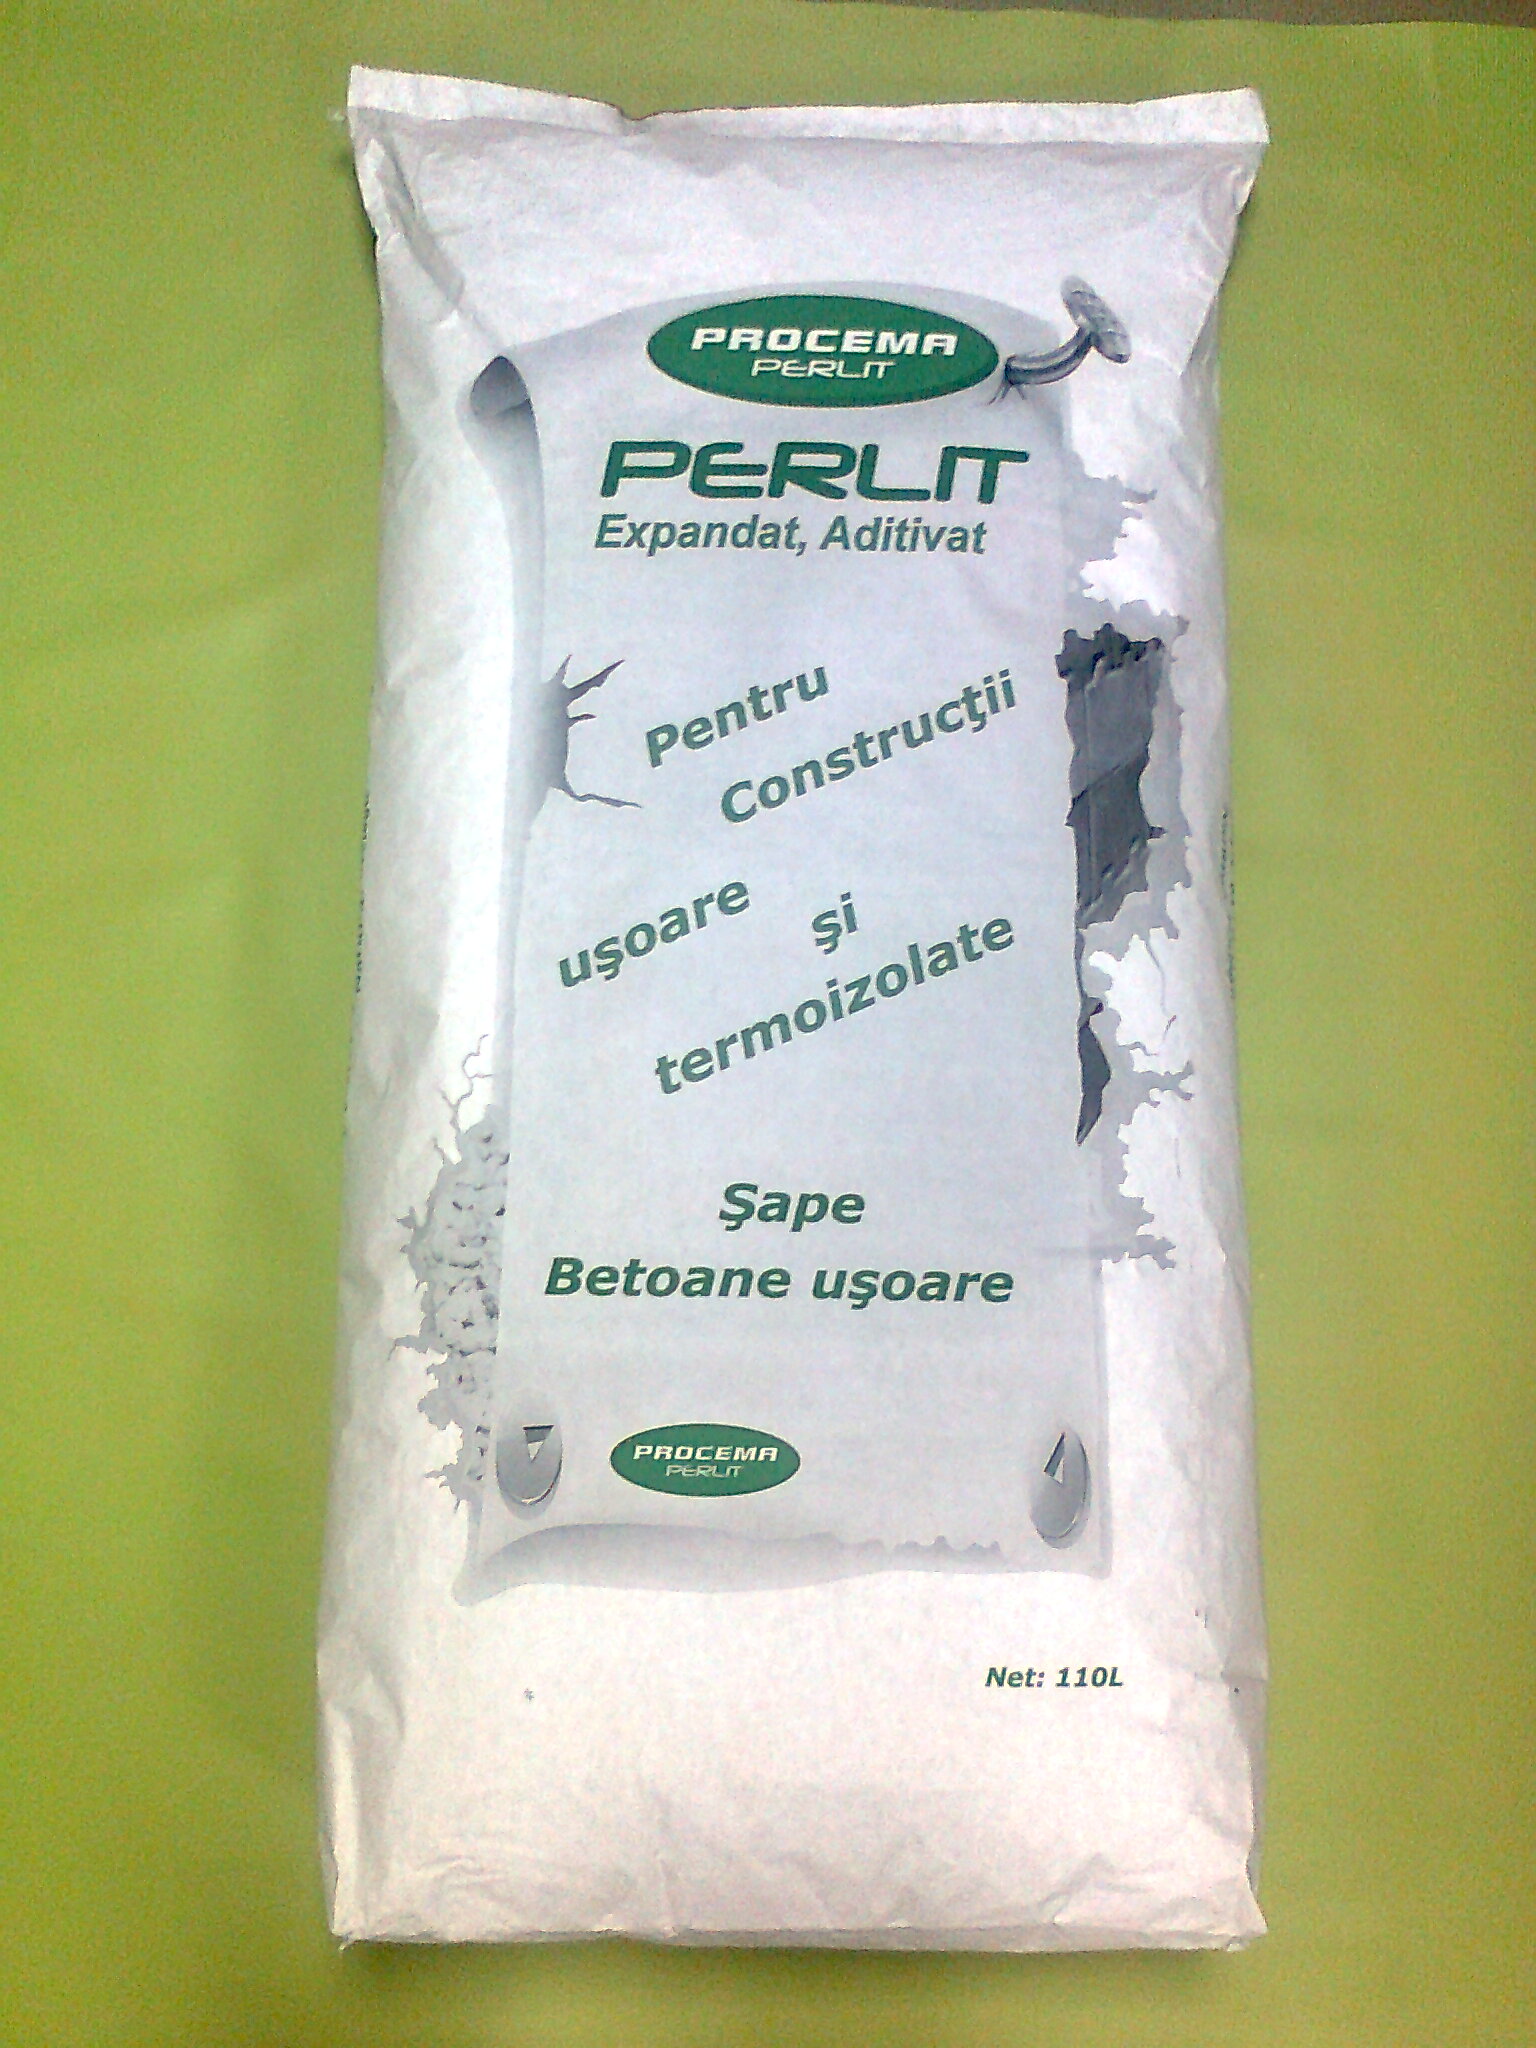 PROCEMA
PERLIT
PERLIT
Expandat, Aditivat
Pentru
Construcţii
uşoare şi
termoizolate
Şape
Betoane uşoare
PROCEMA
PERLIT
Net: 110L